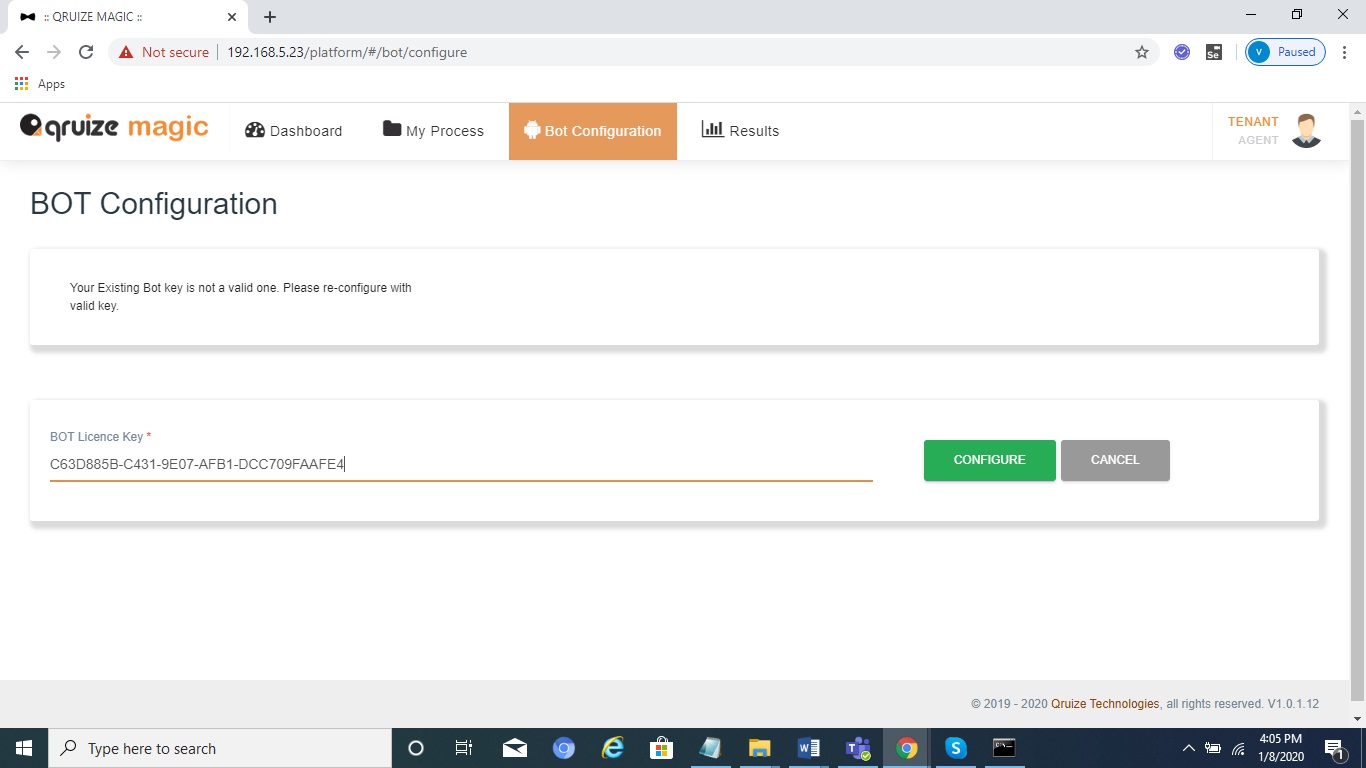 :: QRUIZE MAGIC ::
Not secure
192.168.5.23/platform/#/bot/configure
Se
V
Paused
Apps
qruize magic
Dashboard
My Process
Bot Configuration
Results
TENANT
AGENT
BOT Configuration
Your Existing Bot key is not a valid one. Please re-configure with
valid key.
BOT Licence Key *
C63D885B-C431-9E07-AFB1-DCC709FAAFE4
CONFIGURE
CANCEL
© 2019 - 2020 Qruize Technologies, all rights reserved. V1.0.1.12
Type here to search
4:05 PM
1/8/2020
1